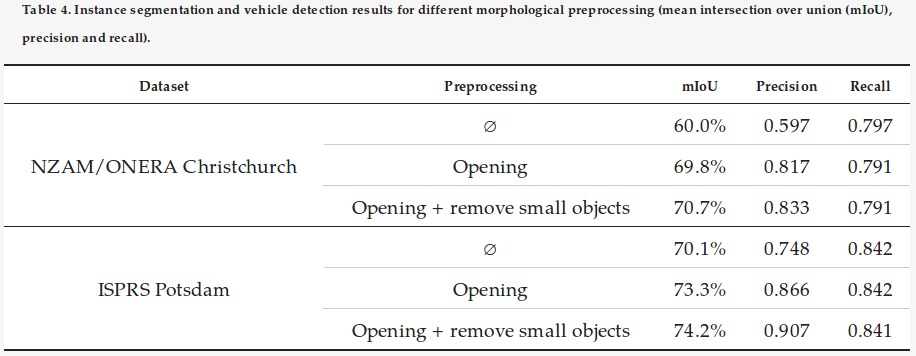 Table 4. Instance segmentation and vehicle detection results for different morphological preprocessing (mean intersection over union (mIoU),
precision and recall).
Dataset Preprocessing mIoU Precision Recall
∅ 60.0% 0.597 0.797
NZAM/ONERA Christchurch Opening 69.8% 0.817 0.791
Opening + remove small objects 70.7% 0.833 0.791
∅ 70.1% 0.748 0.842
ISPRS Potsdam Opening 73.3% 0.866 0.842
Opening + remove small objects 74.2% 0.907 0.841